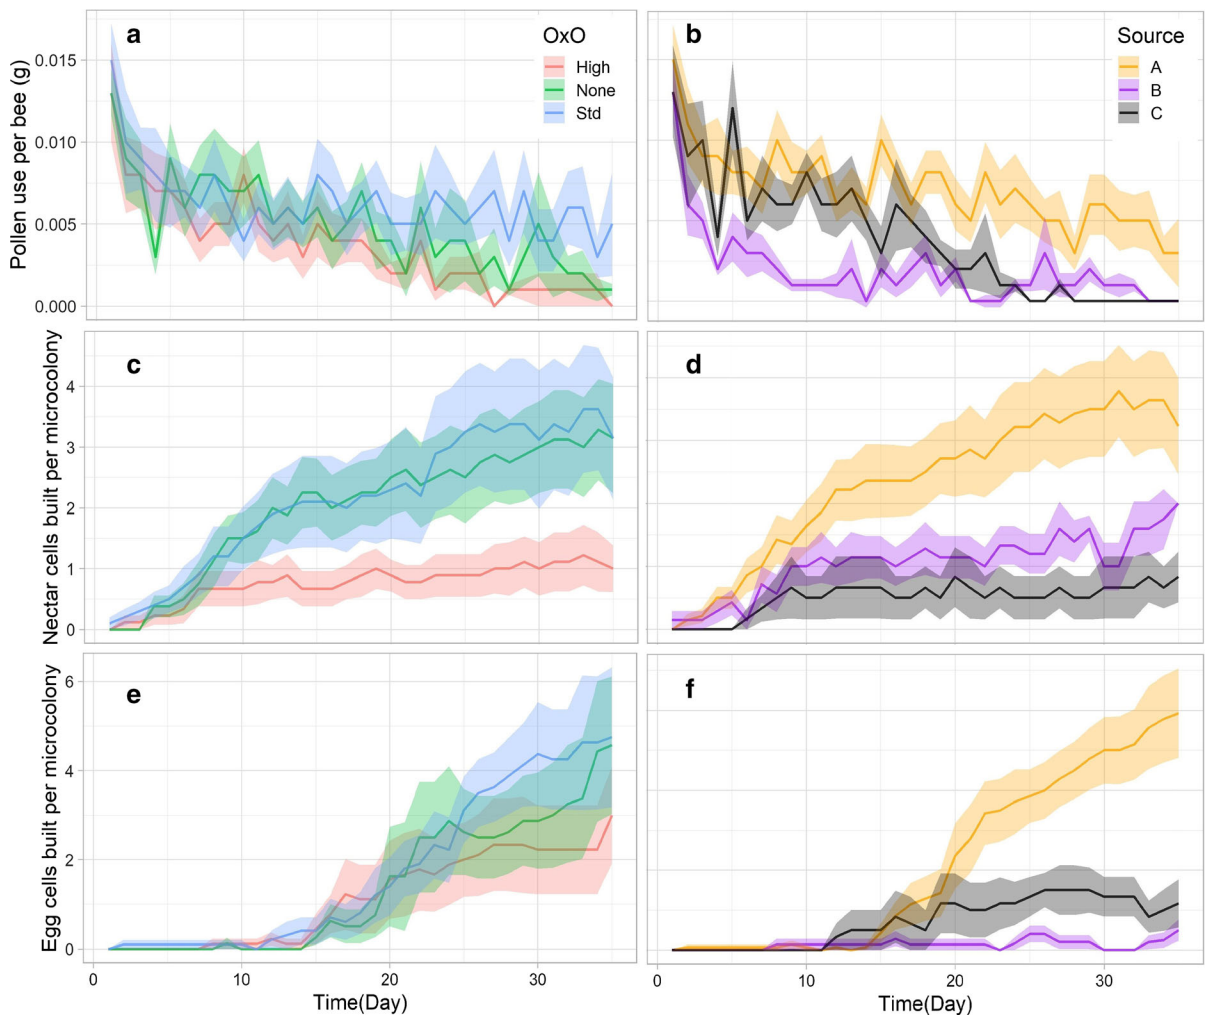 a
OxO
High
None
Std
b
Source
A
B
C
Pollen use per bee (g)
0.015
0.010
0.005
0.000
c
d
Nectar cells built per microcolony
4
3
2
1
0
e
f
Egg cells built per microcolony
6
4
2
0
0 10 20 30
0 10 20 30
Time(Day)
Time(Day)